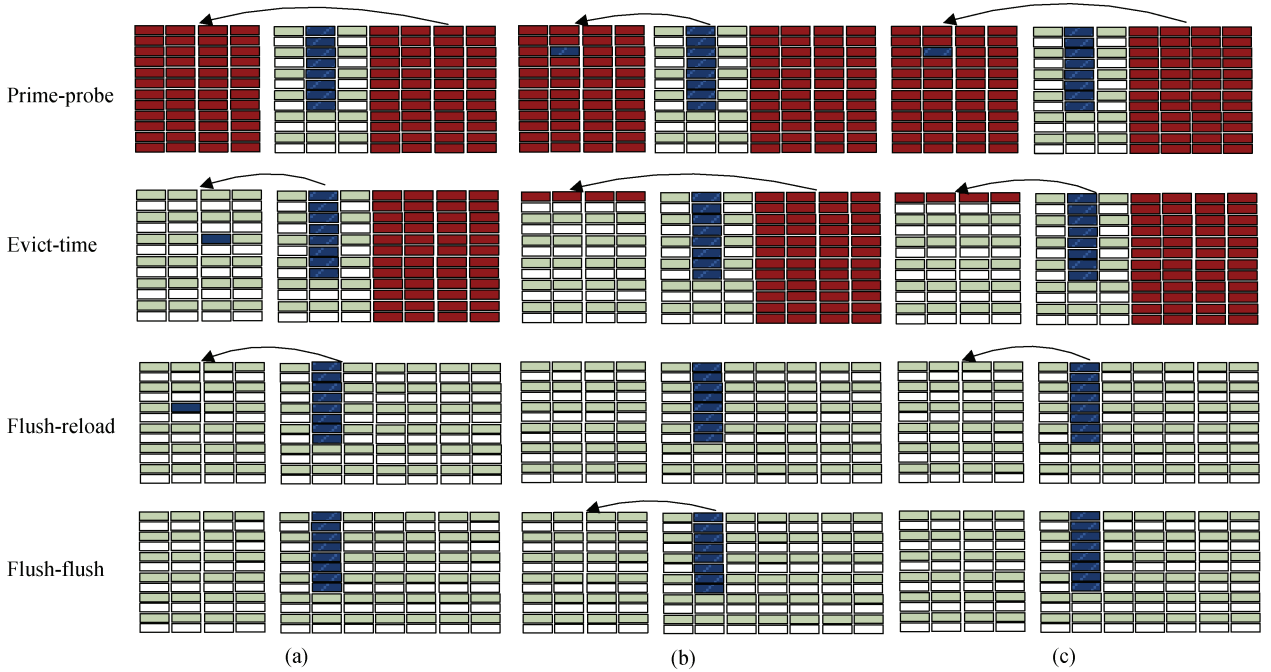 Prime-probe
Evict-time
Flush-reload
Flush-flush
(a)
(b)
(c)